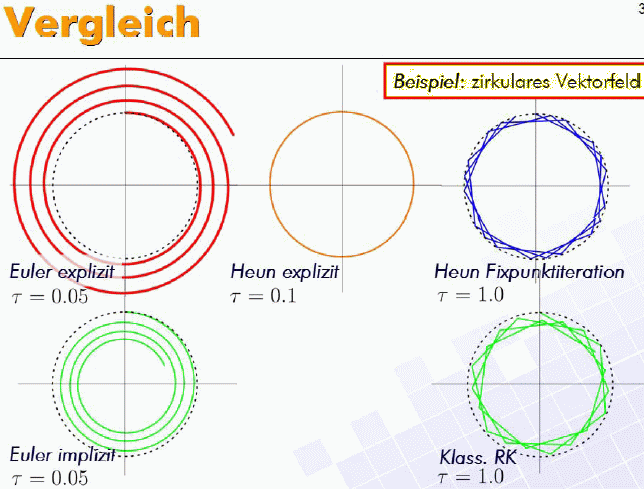 Vergleich
3
Beispiel: zirkulares Vektorfeld
Euler explizit
τ = 0.05
Heun explizit
τ = 0.1
Heun Fixpunktiteration
τ = 1.0
Euler implizit
τ = 0.05
Klass. RK
τ = 1.0